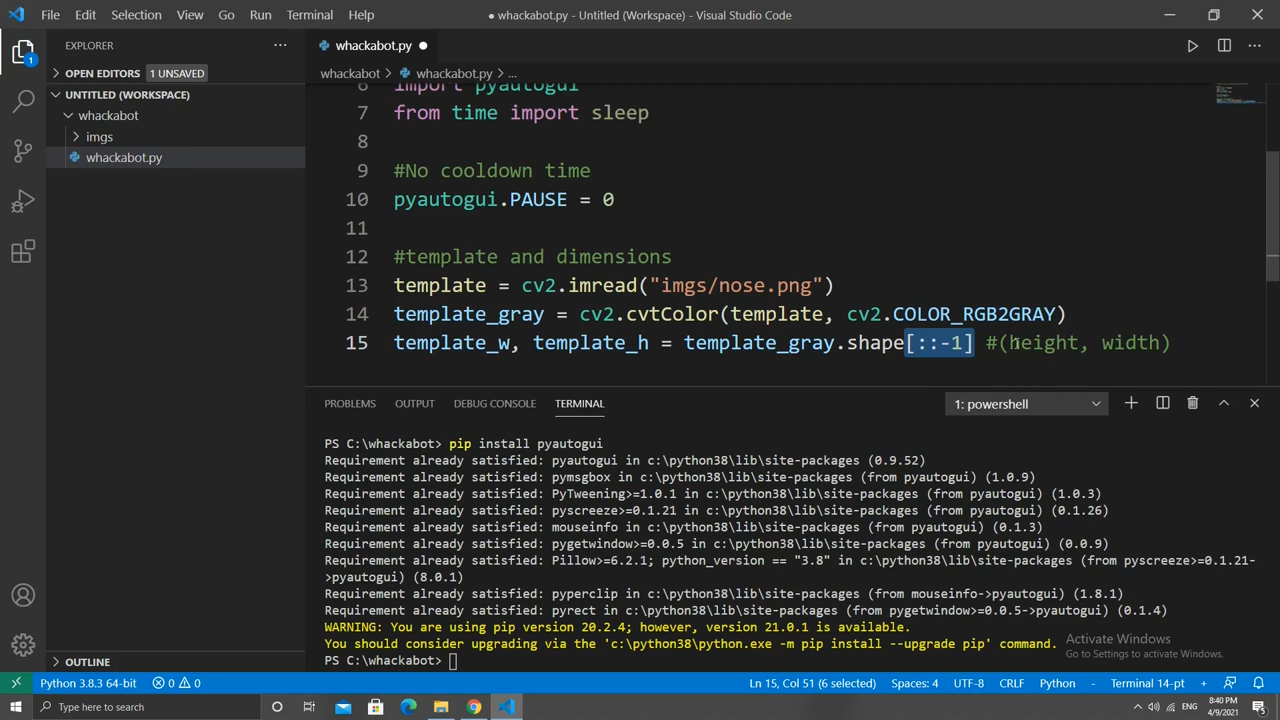 File Edit Selection View Go Run Terminal Help
● whackabot.py - Untitled (Workspace) - Visual Studio Code
EXPLORER
OPEN EDITORS 1 UNSAVED
UNTITLED (WORKSPACE)
whackabot
imgs
whackabot.py
OUTLINE
1
whackabot.py ●
whackabot > whackabot.py > ...
6 import pyautogui
7 from time import sleep
8
9 #No cooldown time
10 pyautogui.PAUSE = 0
11
12 #template and dimensions
13 template = cv2.imread("imgs/nose.png")
14 template_gray = cv2.cvtColor(template, cv2.COLOR_RGB2GRAY)
15 template_w, template_h = template_gray.shape[::-1] #(height, width)
PROBLEMS OUTPUT DEBUG CONSOLE TERMINAL
1: powershell
PS C:\whackabot> pip install pyautogui
Requirement already satisfied: pyautogui in c:\python38\lib\site-packages (0.9.52)
Requirement already satisfied: pymsgbox in c:\python38\lib\site-packages (from pyautogui) (1.0.9)
Requirement already satisfied: PyTweening>=1.0.1 in c:\python38\lib\site-packages (from pyautogui) (1.0.3)
Requirement already satisfied: pyscreeze>=0.1.21 in c:\python38\lib\site-packages (from pyautogui) (0.1.26)
Requirement already satisfied: mouseinfo in c:\python38\lib\site-packages (from pyautogui) (0.1.3)
Requirement already satisfied: pygetwindow>=0.0.5 in c:\python38\lib\site-packages (from pyautogui) (0.0.9)
Requirement already satisfied: Pillow>=6.2.1; python_version == "3.8" in c:\python38\lib\site-packages (from pyscreeze>=0.1.21-
>pyautogui) (8.0.1)
Requirement already satisfied: pyperclip in c:\python38\lib\site-packages (from mouseinfo->pyautogui) (1.8.1)
Requirement already satisfied: pyrect in c:\python38\lib\site-packages (from pygetwindow>=0.0.5->pyautogui) (0.1.4)
WARNING: You are using pip version 20.2.4; however, version 21.0.1 is available.
You should consider upgrading via the 'c:\python38\python.exe -m pip install --upgrade pip' command.
PS C:\whackabot>
Activate Windows
Go to Settings to activate Windows.
Python 3.8.3 64-bit 0 0
Ln 15, Col 51 (6 selected) Spaces: 4 UTF-8 CRLF Python - Terminal 14-pt +
Type here to search
ENG
8:40 PM
4/9/2021
5